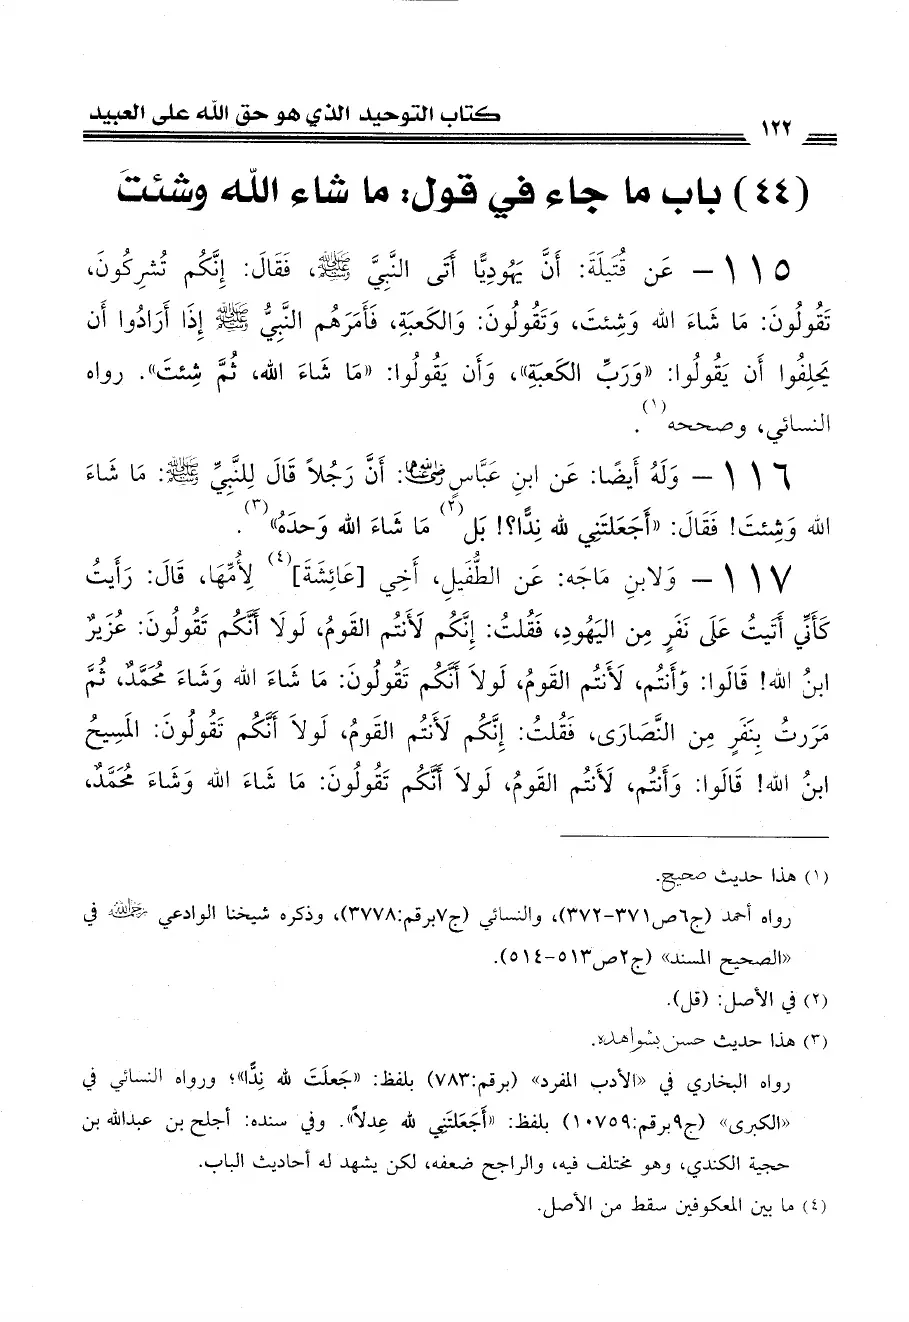 كتاب التوحيد الذي هو حق الله على العبيد
١٢٢
(٤٤) باب ما جاء في قول: ما شاء الله وشئتَ
١١٥ - عَن قُتَيلَةَ: أَنَّ يَهُودِيًّا أَتَى النَّبِيَّ ﷺ، فَقَالَ: إِنَّكُم تُشرِكُونَ،
تَقُولُونَ: مَا شَاءَ الله وَشِئتَ، وَتَقُولُونَ: وَالكَعبَةِ، فَأَمَرَهُم النَّبِيُّ ﷺ إِذَا أَرَادُوا أَن
يَحلِفُوا أَن يَقُولُوا: «وَرَبِّ الكَعبَةِ»، وَأَن يَقُولُوا: «مَا شَاءَ الله، ثُمَّ شِئتَ». رواه
النسائي، وصححه(١).
١١٦ - وَلَهُ أَيضًا: عَن ابنِ عَبَّاسٍ رضي الله عنهما: أَنَّ رَجُلاً قَالَ لِلنَّبِيِّ ﷺ: مَا شَاءَ
الله وَشِئتَ! فَقَالَ: «أَجَعَلتَنِي لله نِدًّا؟! بَل(٢) مَا شَاءَ الله وَحدَهُ»(٣).
١١٧ - وَلابنِ مَاجَه: عَن الطُّفَيلِ، أَخِي [عَائِشَةَ](٤) لِأُمِّهَا، قَالَ: رَأَيتُ
كَأَنِّي أَتَيتُ عَلَى نَفَرٍ مِن اليَهُودِ، فَقُلتُ: إِنَّكُم لَأَنتُم القَومُ، لَولَا أَنَّكُم تَقُولُونَ: عُزَيرٌ
ابنُ الله! قَالُوا: وَأَنتُم، لَأَنتُم القَومُ، لَولاَ أَنَّكُم تَقُولُونَ: مَا شَاءَ الله وَشَاءَ مُحَمَّدٌ، ثُمَّ
مَرَرتُ بِنَفَرٍ مِن النَّصَارَى، فَقُلتُ: إِنَّكُم لَأَنتُم القَومُ، لَولاَ أَنَّكُم تَقُولُونَ: المَسِيحُ
ابنُ الله! قَالُوا: وَأَنتُم، لَأَنتُم القَومُ، لَولاَ أَنَّكُم تَقُولُونَ: مَا شَاءَ الله وَشَاءَ مُحَمَّدٌ،
(١) هذا حديث صحيح.
رواه أحمد (ج٦ص٣٧١-٣٧٢)، والنسائي (ج٧برقم:٣٧٧٨)، وذكره شيخنا الوادعي رحمه الله في
«الصحيح المسند» (ج٢ص٥١٣-٥١٤).
(٢) في الأصل: (قل).
(٣) هذا حديث حسن بشواهده.
رواه البخاري في «الأدب المفرد» (برقم:٧٨٣) بلفظ: «جَعلتَ لله نِدًّا»؛ ورواه النسائي في
«الكبرى» (ج٩برقم:١٠٧٥٩) بلفظ: «أَجَعَلتَنِي لله عِدلاً». وفي سنده: أجلح بن عبدالله بن
حجية الكندي، وهو مختلف فيه، والراجح ضعفه، لكن يشهد له أحاديث الباب.
(٤) ما بين المعكوفين سقط من الأصل.